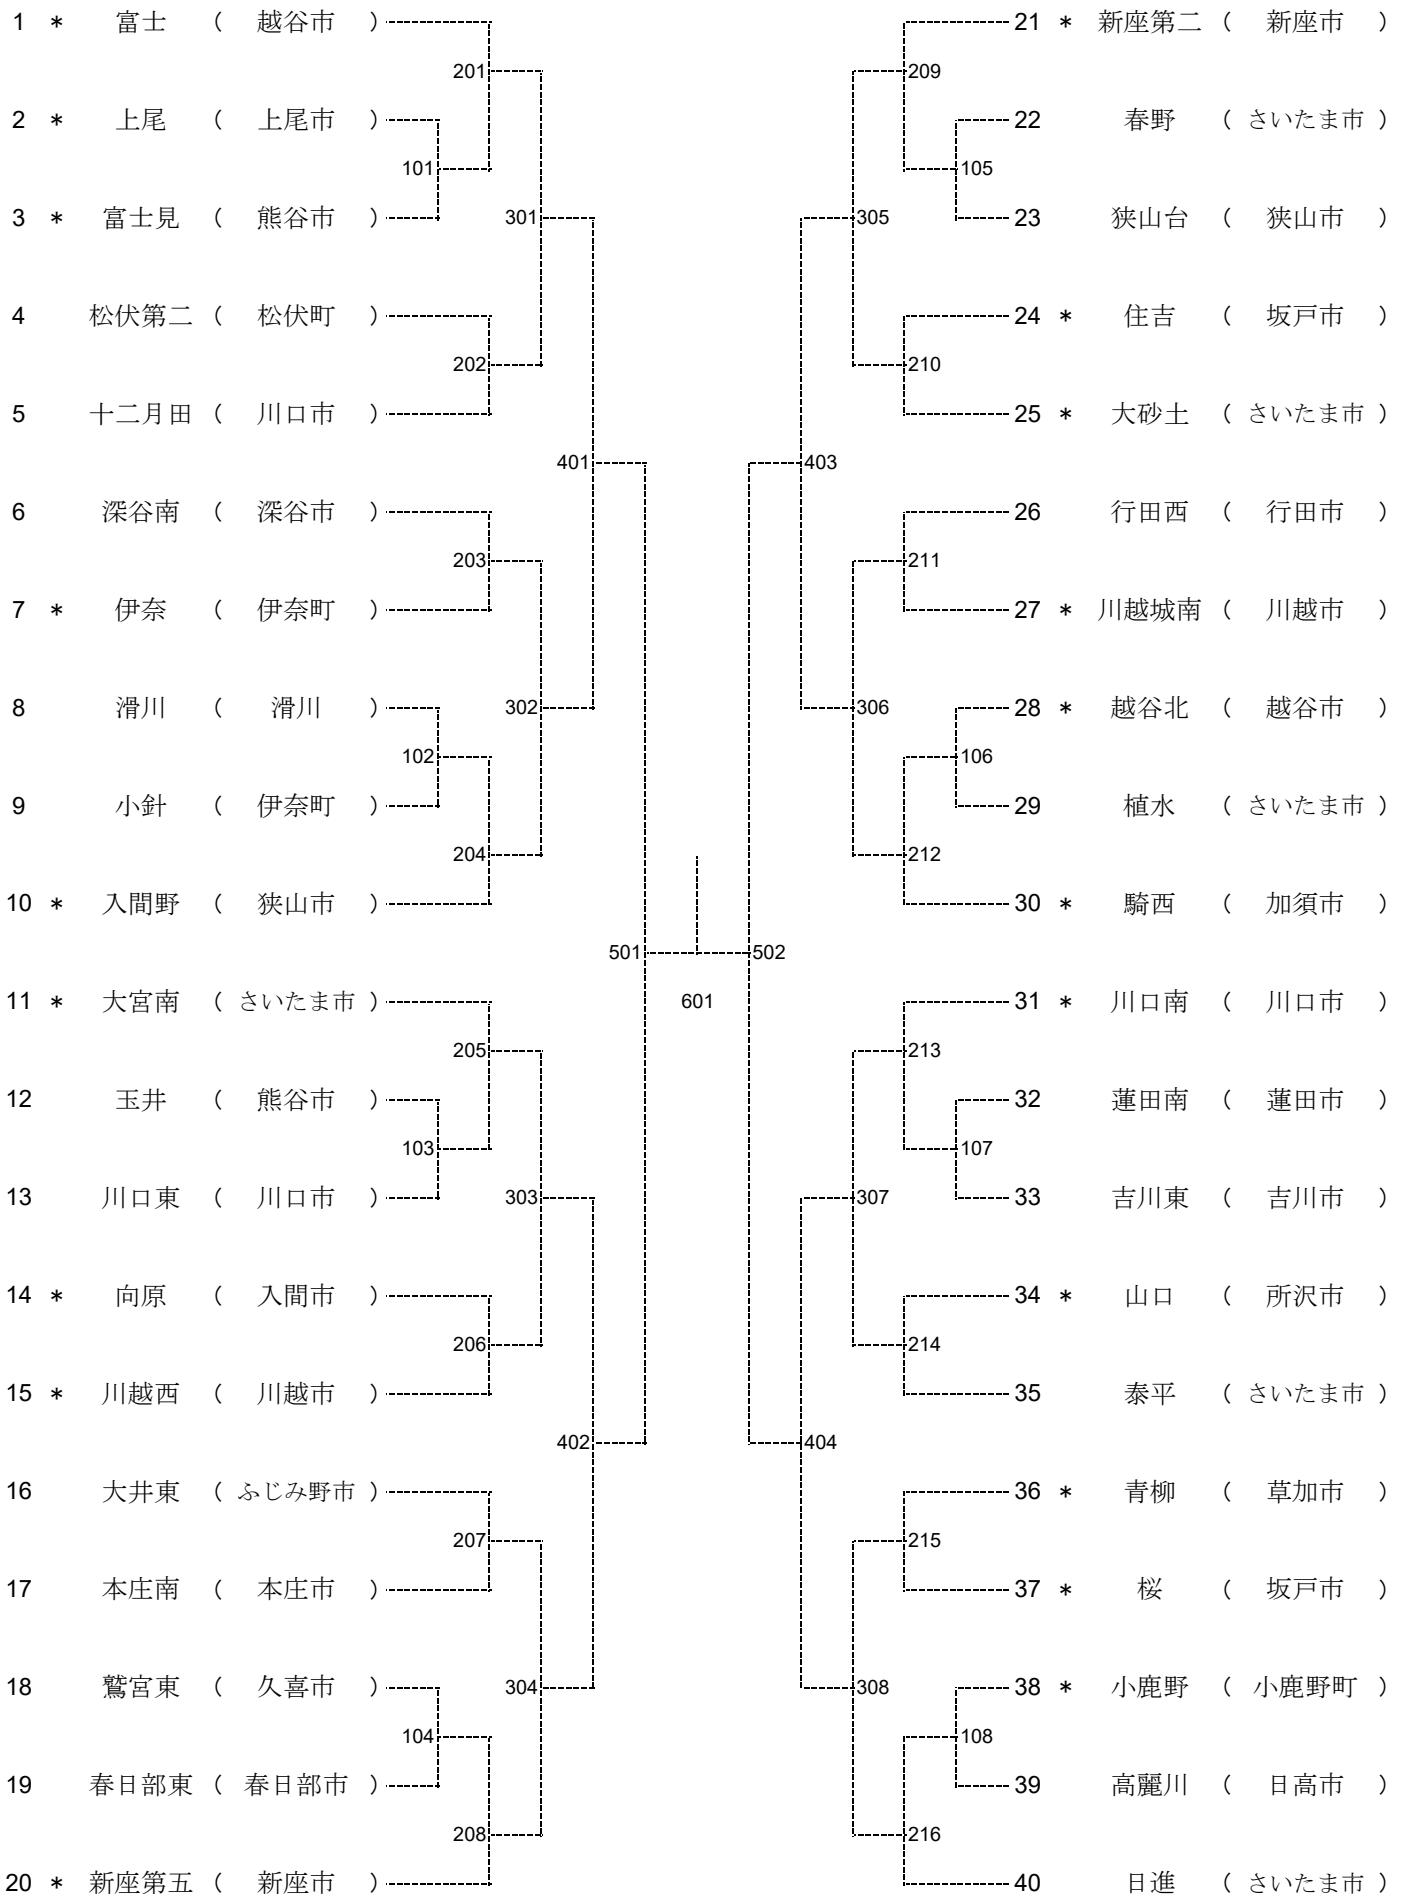 1 * 富士 ( 越谷市 )
201
2 * 上尾 ( 上尾市 )
101
3 * 富士見 ( 熊谷市 )
301
4 松伏第二 ( 松伏町 )
202
5 十二月田 ( 川口市 )
401
6 深谷南 ( 深谷市 )
203
7 * 伊奈 ( 伊奈町 )
8 滑川 ( 滑川 )
302
102
9 小針 ( 伊奈町 )
204
10 * 入間野 ( 狭山市 )
501
11 * 大宮南 ( さいたま市 )
205
12 玉井 ( 熊谷市 )
103
13 川口東 ( 川口市 )
303
14 * 向原 ( 入間市 )
206
15 * 川越西 ( 川越市 )
402
16 大井東 ( ふじみ野市 )
207
17 本庄南 ( 本庄市 )
18 鷲宮東 ( 久喜市 )
304
104
19 春日部東 ( 春日部市 )
208
20 * 新座第五 ( 新座市 )
601
21 * 新座第二 ( 新座市 )
209
22 春野 ( さいたま市 )
105
23 狭山台 ( 狭山市 )
305
24 * 住吉 ( 坂戸市 )
210
25 * 大砂土 ( さいたま市 )
403
26 行田西 ( 行田市 )
211
27 * 川越城南 ( 川越市 )
306
28 * 越谷北 ( 越谷市 )
106
29 植水 ( さいたま市 )
212
30 * 騎西 ( 加須市 )
502
31 * 川口南 ( 川口市 )
213
32 蓮田南 ( 蓮田市 )
107
33 吉川東 ( 吉川市 )
307
34 * 山口 ( 所沢市 )
214
35 泰平 ( さいたま市 )
404
36 * 青柳 ( 草加市 )
215
37 * 桜 ( 坂戸市 )
308
38 * 小鹿野 ( 小鹿野町 )
108
39 高麗川 ( 日高市 )
216
40 日進 ( さいたま市 )